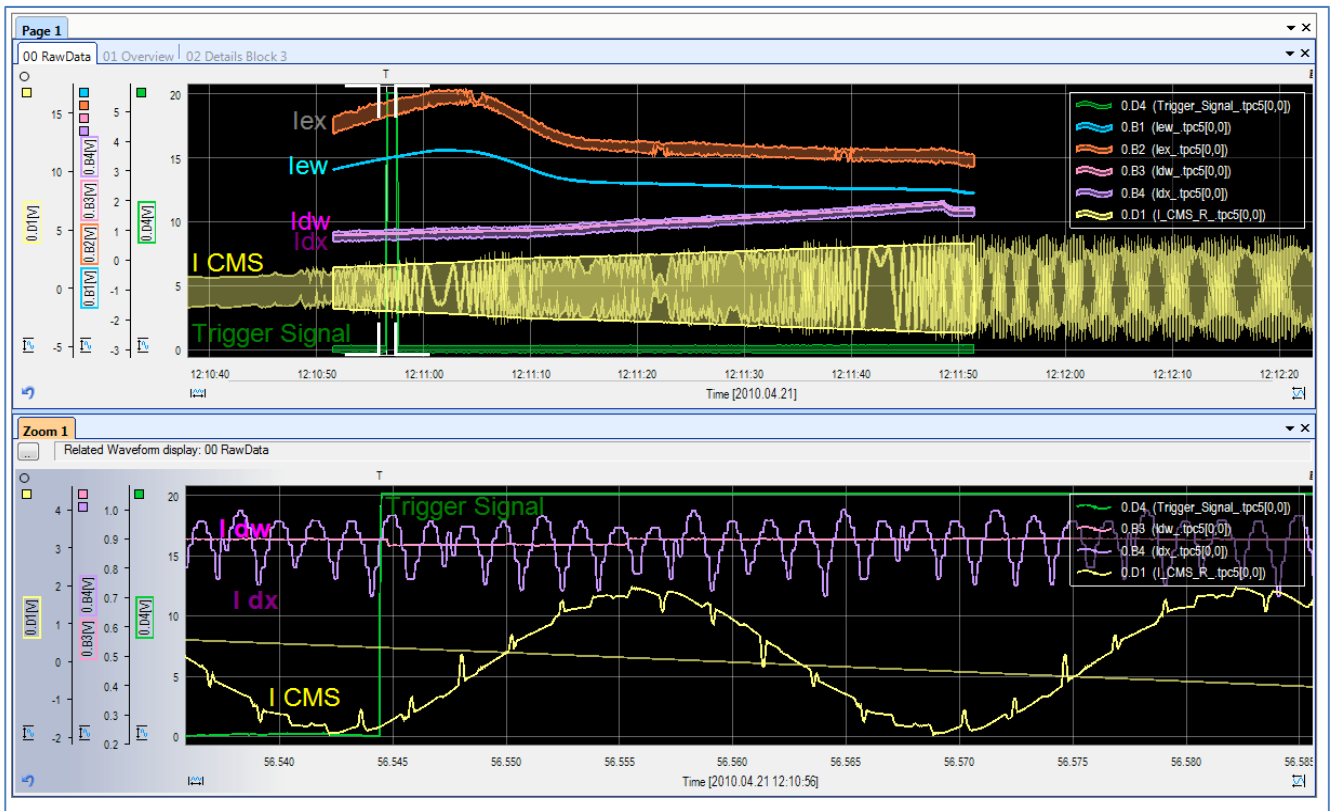 Page 1
00 RawData 01 Overview 02 Details Block 3
T
20
15
10
5
0
15
10
5
0
-5
5
4
3
2
1
0
-1
-2
-3
0.D1[V]
0.B4[V]
0.B3[V]
0.B2[V]
0.B1[V]
0.D4[V]
Iex
Iew
Idw
Idx
I CMS
Trigger Signal
0.D4 (Trigger_Signal_.tpc5[0,0])
0.B1 (Iew_.tpc5[0,0])
0.B2 (Iex_.tpc5[0,0])
0.B3 (Idw_.tpc5[0,0])
0.B4 (Idx_.tpc5[0,0])
0.D1 (I_CMS_R_.tpc5[0,0])
12:10:40 12:10:50 12:11:00 12:11:10 12:11:20 12:11:30 12:11:40 12:11:50 12:12:00 12:12:10 12:12:20
Time [2010.04.21]
Zoom 1
.. Related Waveform display: 00 RawData
T
4
3
2
1
0
-1
-2
1.0
0.9
0.8
0.7
0.6
0.5
0.4
0.3
0.2
20
15
10
5
0
0.D1[V]
0.B4[V]
0.B3[V]
0.D4[V]
Trigger Signal
I dw
I dx
I CMS
0.D4 (Trigger_Signal_.tpc5[0,0])
0.B3 (Idw_.tpc5[0,0])
0.B4 (Idx_.tpc5[0,0])
0.D1 (I_CMS_R_.tpc5[0,0])
56.540 56.545 56.550 56.555 56.560 56.565 56.570 56.575 56.580 56.585
Time [2010.04.21 12:10:56]